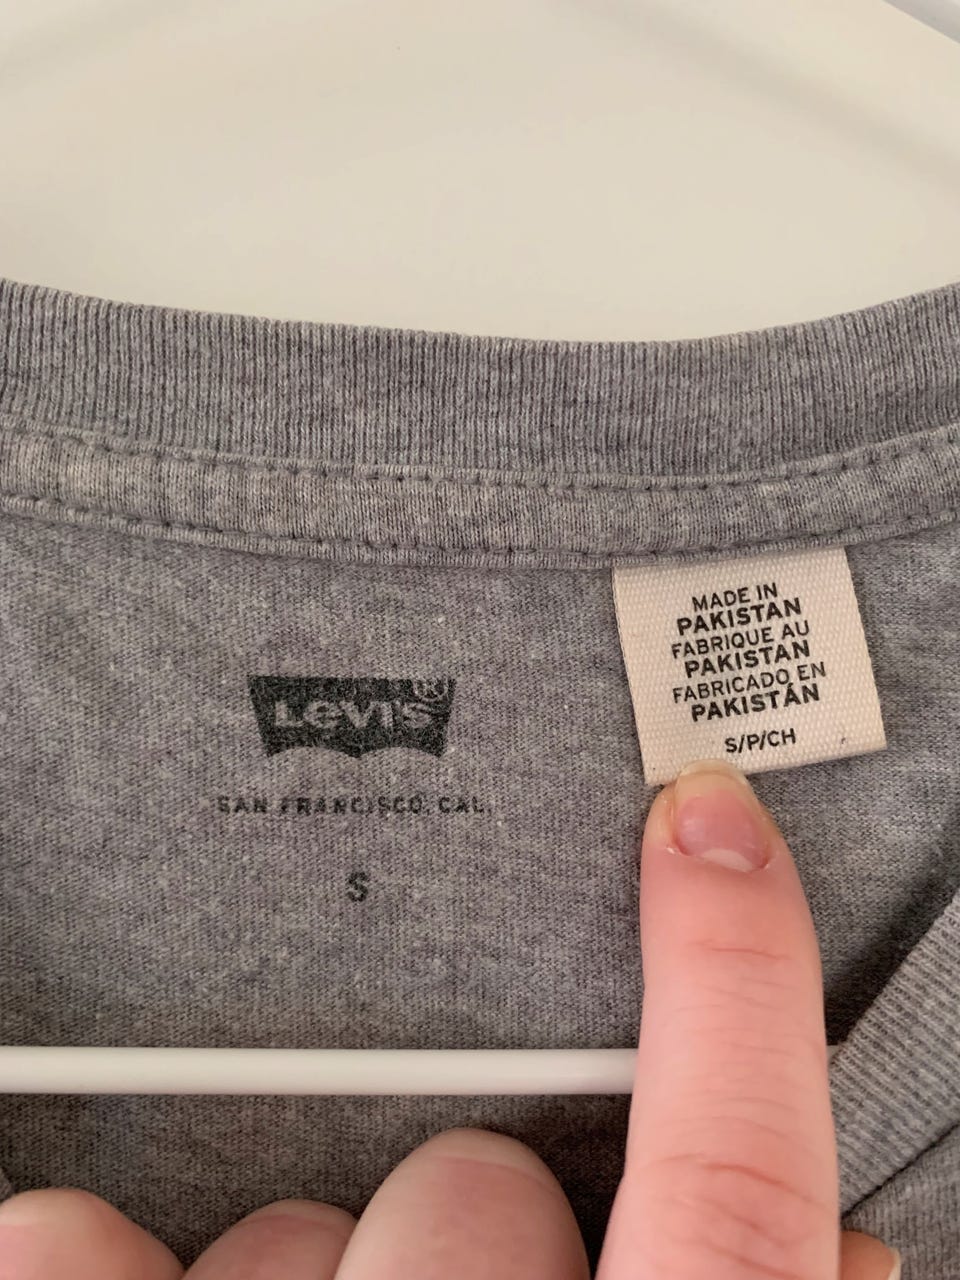 LEVI'S®
SAN FRANCISCO, CAL.
S
MADE IN
PAKISTAN
FABRIQUE AU
PAKISTAN
FABRICADO EN
PAKISTÁN
S/P/CH